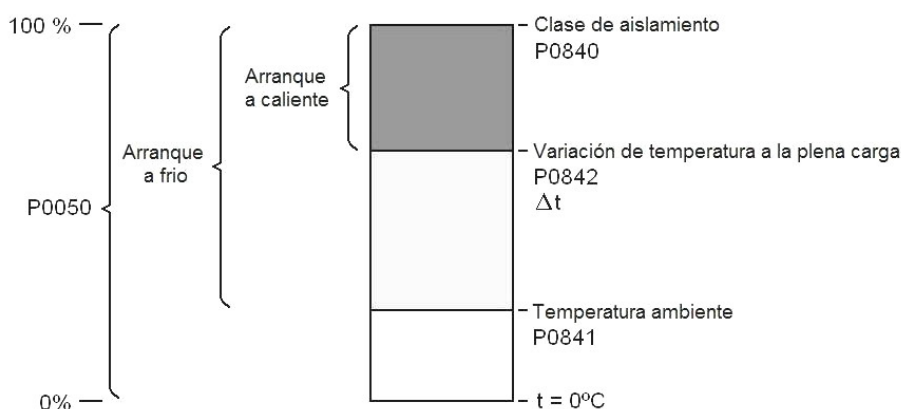 100 %
Clase de aislamiento
P0840
Arranque
a caliente
Arranque
a frio
Variación de temperatura a la plena carga
P0842
Δt
P0050
Temperatura ambiente
P0841
0%
t = 0ºC